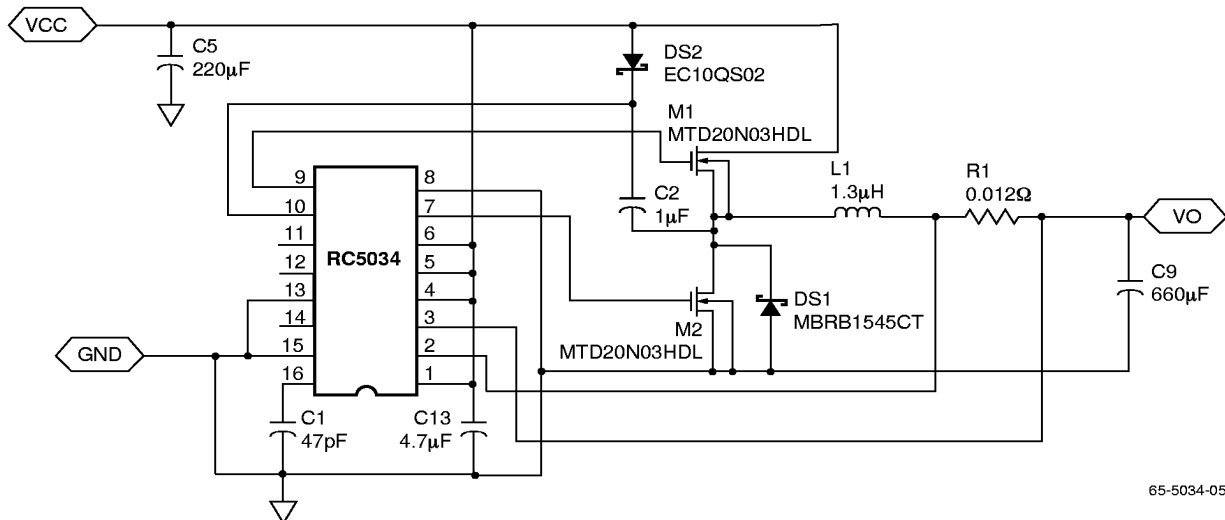 VCC
C5
220µF
DS2
EC10QS02
M1
MTD20N03HDL
L1
1.3µH
R1
0.012Ω
9
8
10
7
C2
1µF
VO
11
6
RC5034
12
5
C9
660µF
13
4
DS1
MBRB1545CT
14
3
M2
MTD20N03HDL
GND
15
2
16
1
C1
47pF
C13
4.7µF
65-5034-05